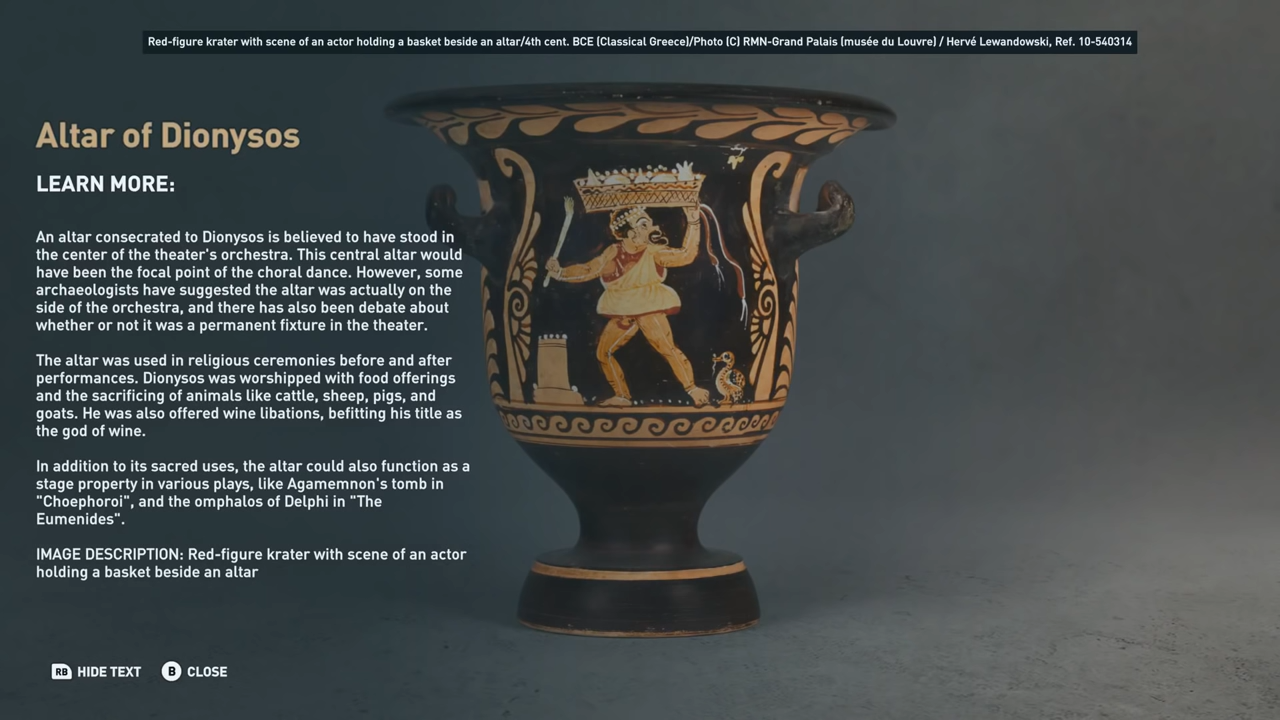 Red-figure krater with scene of an actor holding a basket beside an altar/4th cent. BCE (Classical Greece)/Photo (C) RMN-Grand Palais (musée du Louvre) / Hervé Lewandowski, Ref. 10-540314
Altar of Dionysos
LEARN MORE:
An altar consecrated to Dionysos is believed to have stood in
the center of the theater's orchestra. This central altar would
have been the focal point of the choral dance. However, some
archaeologists have suggested the altar was actually on the
side of the orchestra, and there has also been debate about
whether or not it was a permanent fixture in the theater.
The altar was used in religious ceremonies before and after
performances. Dionysos was worshipped with food offerings
and the sacrificing of animals like cattle, sheep, pigs, and
goats. He was also offered wine libations, befitting his title as
the god of wine.
In addition to its sacred uses, the altar could also function as a
stage property in various plays, like Agamemnon's tomb in
"Choephoroi", and the omphalos of Delphi in "The
Eumenides".
IMAGE DESCRIPTION: Red-figure krater with scene of an actor
holding a basket beside an altar
RB HIDE TEXT B CLOSE